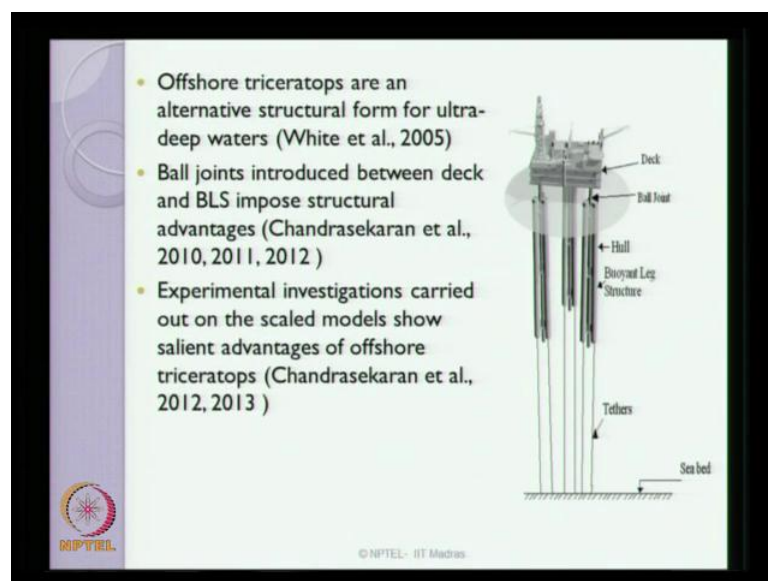 • Offshore triceratops are an
alternative structural form for ultra-
deep waters (White et al., 2005)
• Ball joints introduced between deck
and BLS impose structural
advantages (Chandrasekaran et al.,
2010, 2011, 2012 )
• Experimental investigations carried
out on the scaled models show
salient advantages of offshore
triceratops (Chandrasekaran et al.,
2012, 2013 )
Deck
Ball Joint
Hull
Buoyant Leg
Structure
Tethers
Sea bed
NPTEL
© NPTEL- IIT Madras